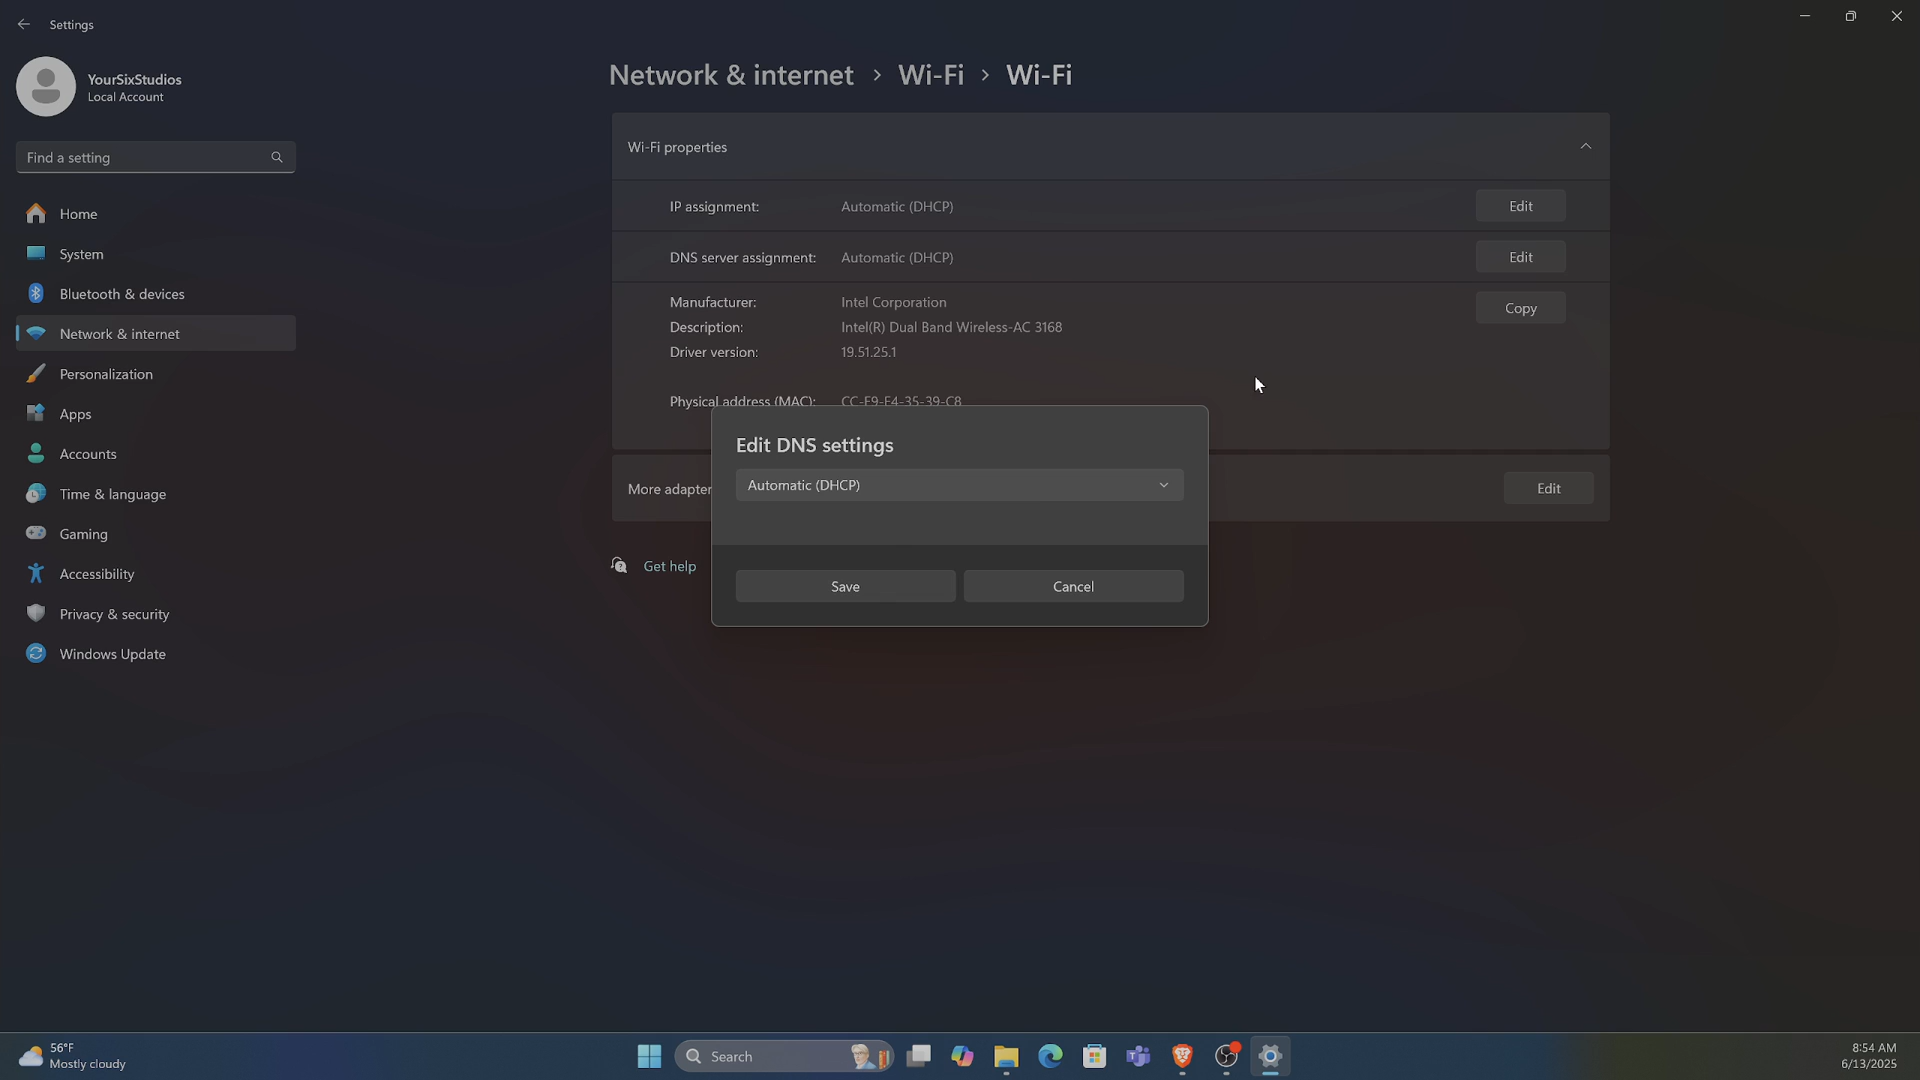 Settings
YourSixStudios
Local Account
Find a setting
Home
System
Bluetooth & devices
Network & internet
Personalization
Apps
Accounts
Time & language
Gaming
Accessibility
Privacy & security
Windows Update
Network & internet > Wi-Fi > Wi-Fi
Wi-Fi properties
IP assignment: Automatic (DHCP) Edit
DNS server assignment: Automatic (DHCP) Edit
Manufacturer: Intel Corporation Copy
Description: Intel(R) Dual Band Wireless-AC 3168
Driver version: 19.51.25.1
Physical address (MAC): CC-F9-E4-35-39-C8
More adapter Edit
Get help
Edit DNS settings
Automatic (DHCP)
Save Cancel
56°F
Mostly cloudy
Search
8:54 AM
6/13/2025